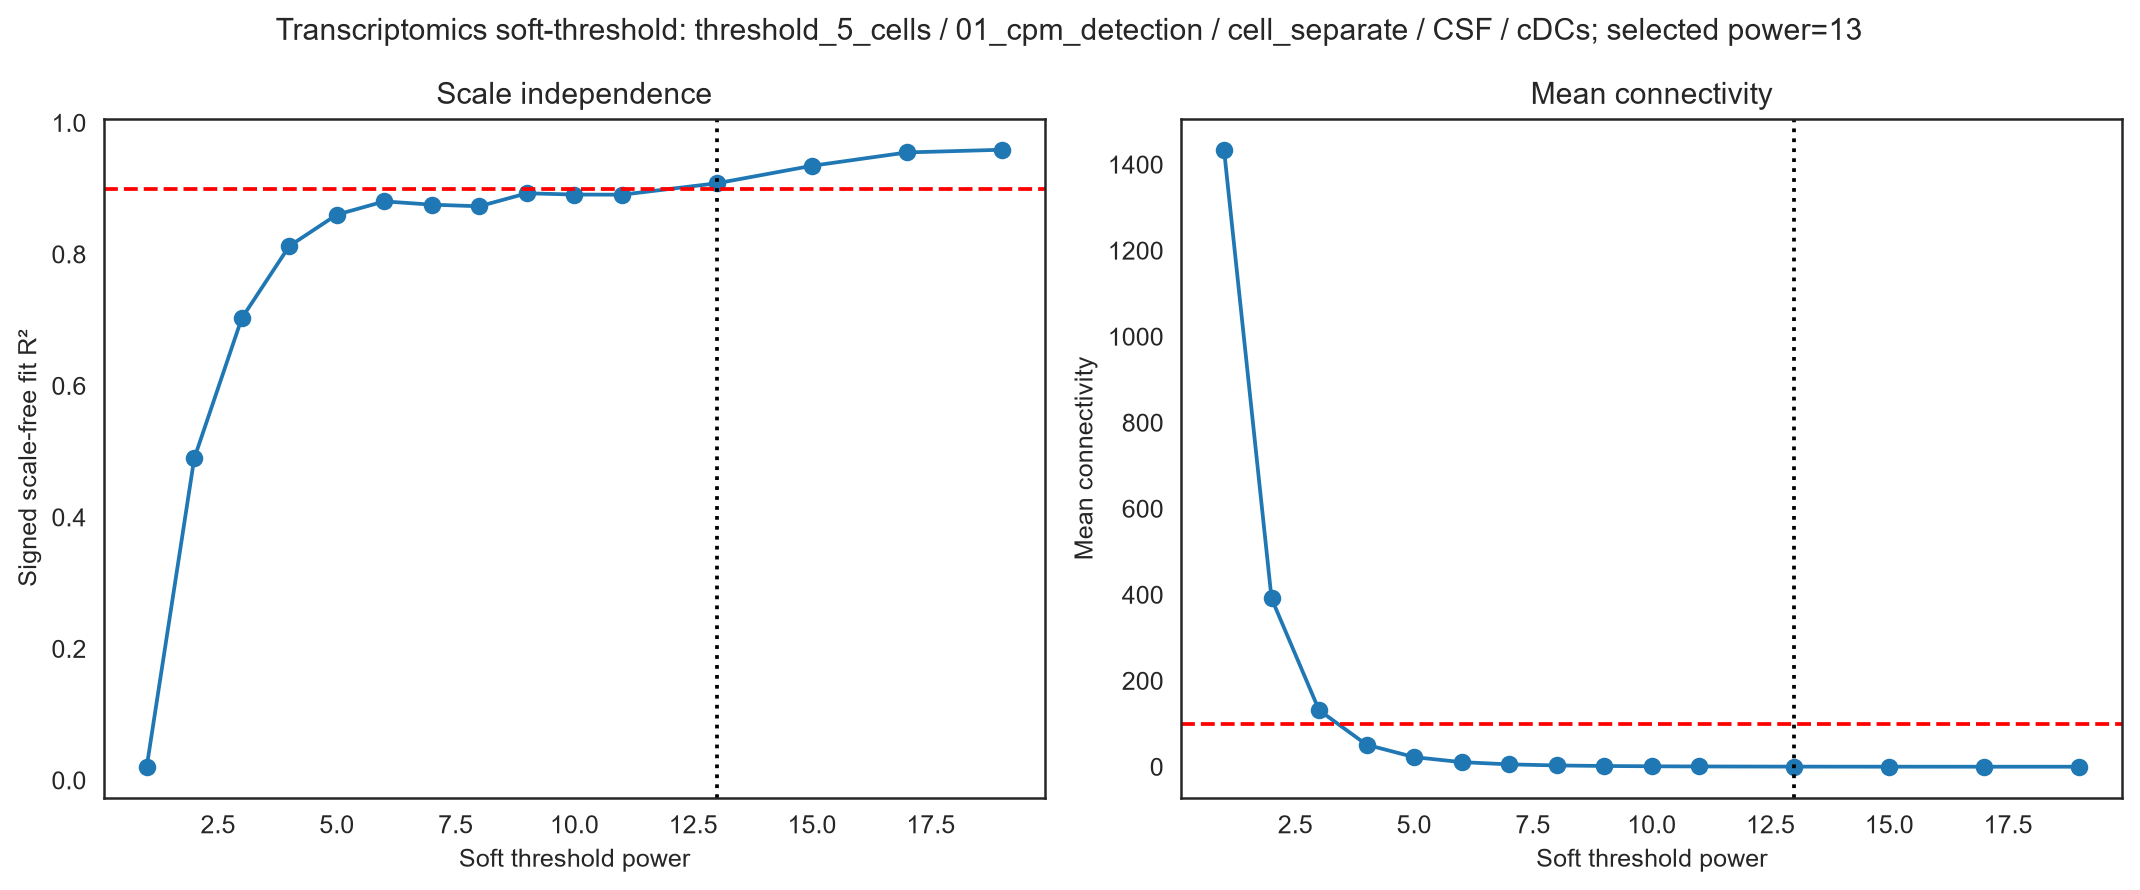 Transcriptomics soft-threshold: threshold_5_cells / 01_cpm_detection / cell_separate / CSF / cDCs; selected power=13
Scale independence
Signed scale-free fit R²
1.0
0.8
0.6
0.4
0.2
0.0
2.5 5.0 7.5 10.0 12.5 15.0 17.5
Soft threshold power
Mean connectivity
Mean connectivity
1400
1200
1000
800
600
400
200
0
2.5 5.0 7.5 10.0 12.5 15.0 17.5
Soft threshold power